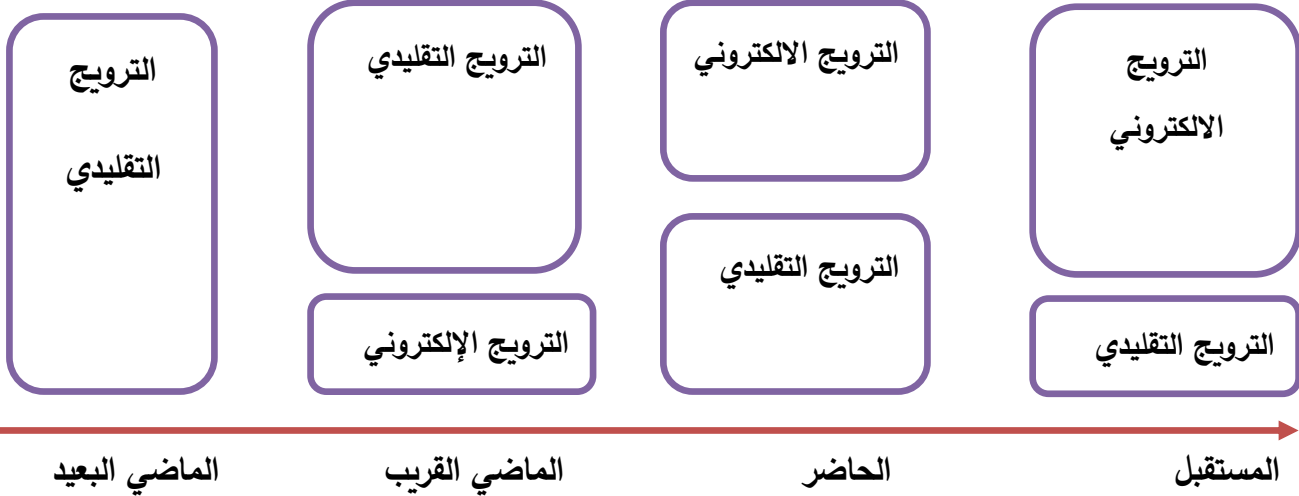 الترويج
التقليدي
الترويج التقليدي
الترويج الإلكتروني
الترويج الالكتروني
الترويج التقليدي
الترويج
الالكتروني
الترويج التقليدي
الماضي البعيد
الماضي القريب
الحاضر
المستقبل